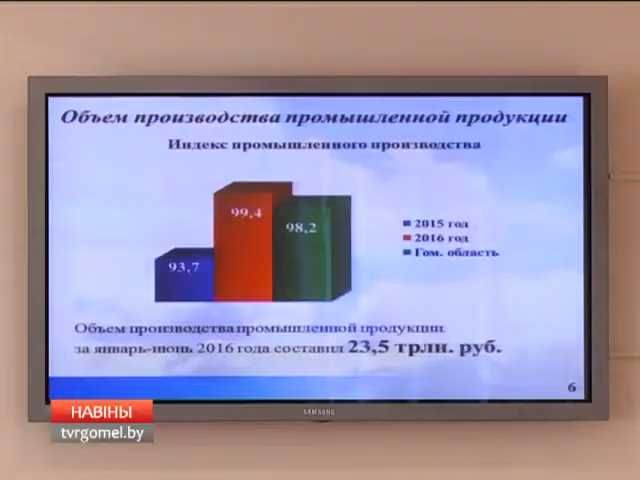 Объем производства промышленной продукции
Индекс промышленного производства
99,4
98,2
93,7
2015 год
2016 год
Гом. область
Объем производства промышленной продукции
за январь-июнь 2016 года составил 23,5 трлн. руб.
6
SAMSUNG
НАВІНЫ
tvrgomel.by